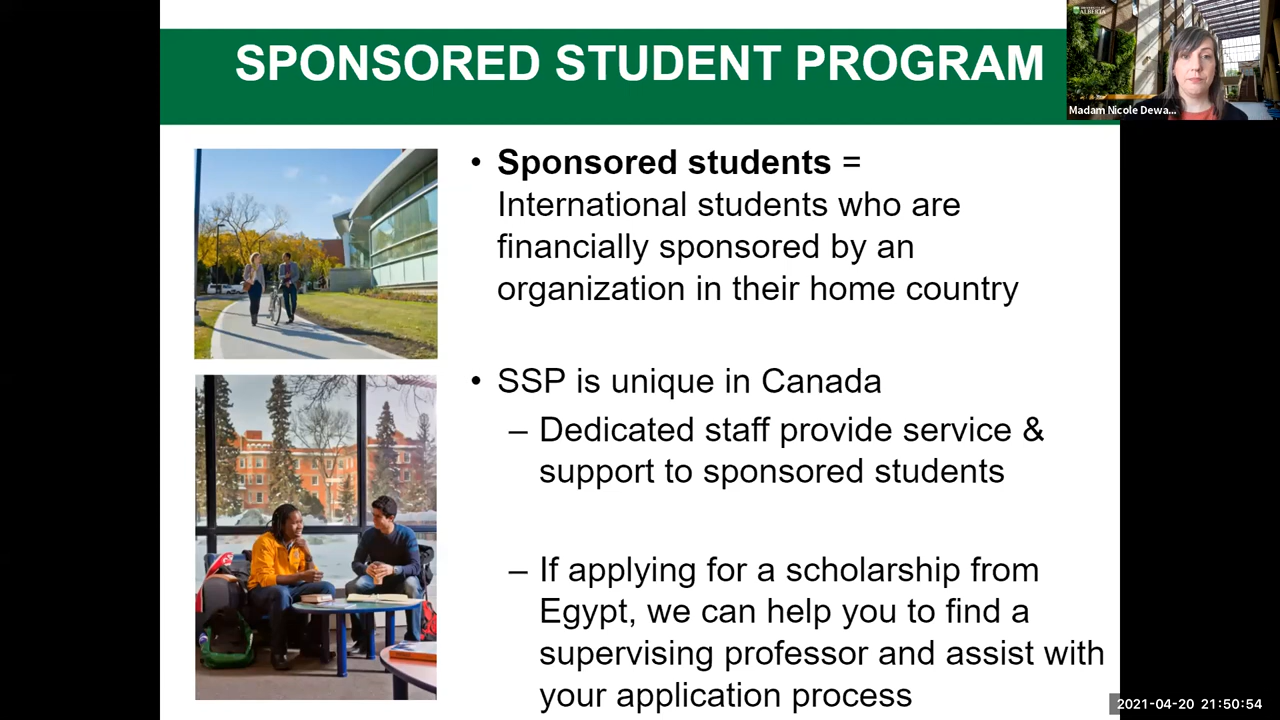 SPONSORED STUDENT PROGRAM
ALBERTA
Madam Nicole Dewa...
• Sponsored students =
International students who are
financially sponsored by an
organization in their home country
• SSP is unique in Canada
– Dedicated staff provide service &
support to sponsored students
– If applying for a scholarship from
Egypt, we can help you to find a
supervising professor and assist with
your application process
2021-04-20 21:50:54